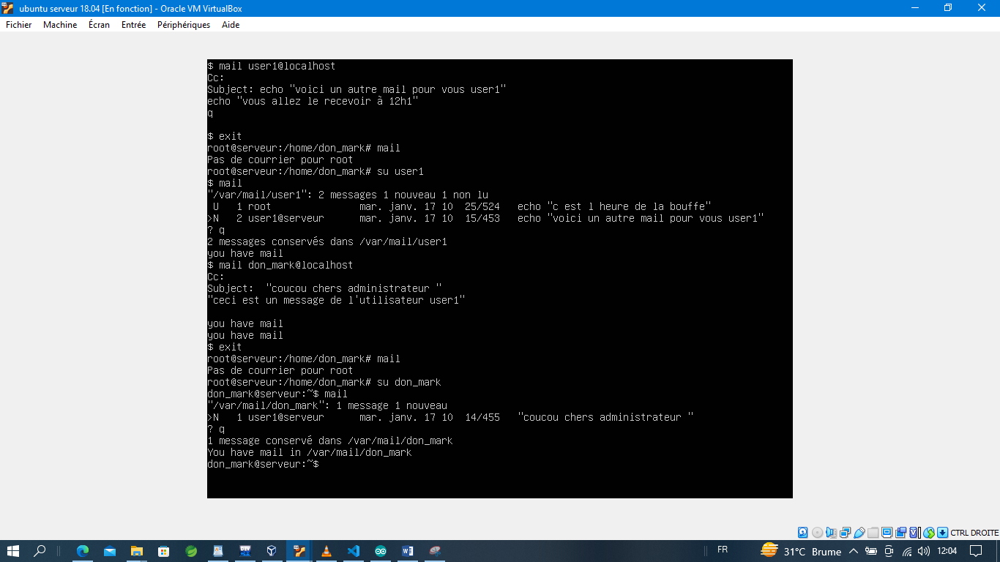 ubuntu serveur 18.04 [En fonction] - Oracle VM VirtualBox
Fichier Machine Écran Entrée Périphériques Aide
$ mail user1@localhost
Cc:
Subject: echo "voici un autre mail pour vous user1"
echo "vous allez le recevoir à 12h1"
q
$ exit
root@serveur:/home/don_mark# mail
Pas de courrier pour root
root@serveur:/home/don_mark# su user1
$ mail
"/var/mail/user1": 2 messages 1 nouveau 1 non lu
U 1 root mar. janv. 17 10 25/524 echo "c est l heure de la bouffe"
>N 2 user1@serveur mar. janv. 17 10 15/453 echo "voici un autre mail pour vous user1"
? q
2 messages conservés dans /var/mail/user1
you have mail
$ mail don_mark@localhost
Cc:
Subject: "coucou chers administrateur "
"ceci est un message de l'utilisateur user1"
you have mail
you have mail
$ exit
root@serveur:/home/don_mark# mail
Pas de courrier pour root
root@serveur:/home/don_mark# su don_mark
don_mark@serveur:~$ mail
"/var/mail/don_mark": 1 message 1 nouveau
>N 1 user1@serveur mar. janv. 17 10 14/455 "coucou chers administrateur "
? q
1 message conservé dans /var/mail/don_mark
You have mail in /var/mail/don_mark
don_mark@serveur:~$
CTRL DROITE
FR 31°C Brume 12:04